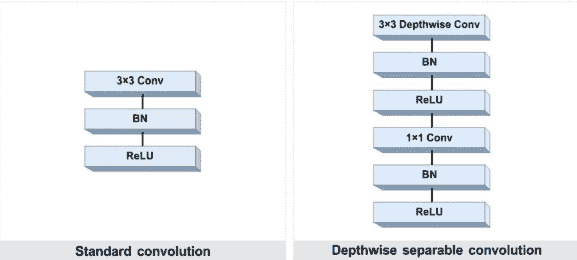 3×3 Conv
BN
ReLU
Standard convolution
3×3 Depthwise Conv
BN
ReLU
1×1 Conv
BN
ReLU
Depthwise separable convolution